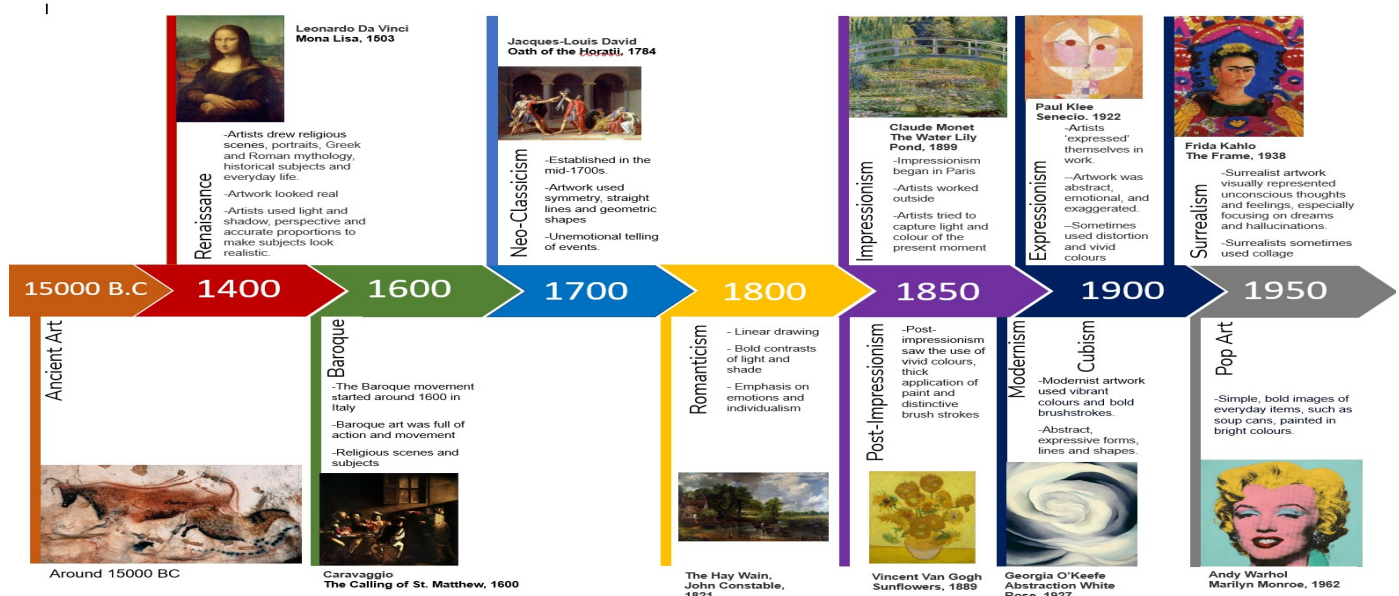 Leonardo Da Vinci
Mona Lisa, 1503
-Artists drew religious
scenes, portraits, Greek
and Roman mythology,
historical subjects and
everyday life.
-Artwork looked real
-Artists used light and
shadow, perspective and
accurate proportions to
make subjects look
realistic.
Renaissance
Jacques-Louis David
Oath of the Horatii, 1784
-Established in the
mid-1700s.
-Artwork used
symmetry, straight
lines and geometric
shapes
-Unemotional telling
of events.
Neo-Classicism
Claude Monet
The Water Lily
Pond, 1899
-Impressionism
began in Paris
-Artists worked
outside
-Artists tried to
capture light and
colour of the
present moment
Impressionism
Paul Klee
Senecio. 1922
-Artists
'expressed'
themselves in
work.
--Artwork was
abstract,
emotional, and
exaggerated.
--Sometimes
used distortion
and vivid
colours
Expressionism
Frida Kahlo
The Frame, 1938
-Surrealist artwork
visually represented
unconscious thoughts
and feelings, especially
focusing on dreams
and hallucinations.
-Surrealists sometimes
used collage
Surrealism
15000 B.C
1400
1600
1700
1800
1850
1900
1950
Ancient Art
Around 15000 BC
Baroque
-The Baroque movement
started around 1600 in
Italy
-Baroque art was full of
action and movement
-Religious scenes and
subjects
Caravaggio
The Calling of St. Matthew, 1600
Romanticism
- Linear drawing
- Bold contrasts
of light and
shade
- Emphasis on
emotions and
individualism
The Hay Wain,
John Constable,
1821
Post-Impressionism
-Post-
impressionism
saw the use of
vivid colours,
thick
application of
paint and
distinctive
brush strokes
Vincent Van Gogh
Sunflowers, 1889
Modernism
Cubism
-Modernist artwork
used vibrant
colours and bold
brushstrokes.
-Abstract,
expressive forms,
lines and shapes.
Georgia O'Keefe
Abstraction White
Rose, 1927
Pop Art
-Simple, bold images of
everyday items, such as
soup cans, painted in
bright colours.
Andy Warhol
Marilyn Monroe, 1962